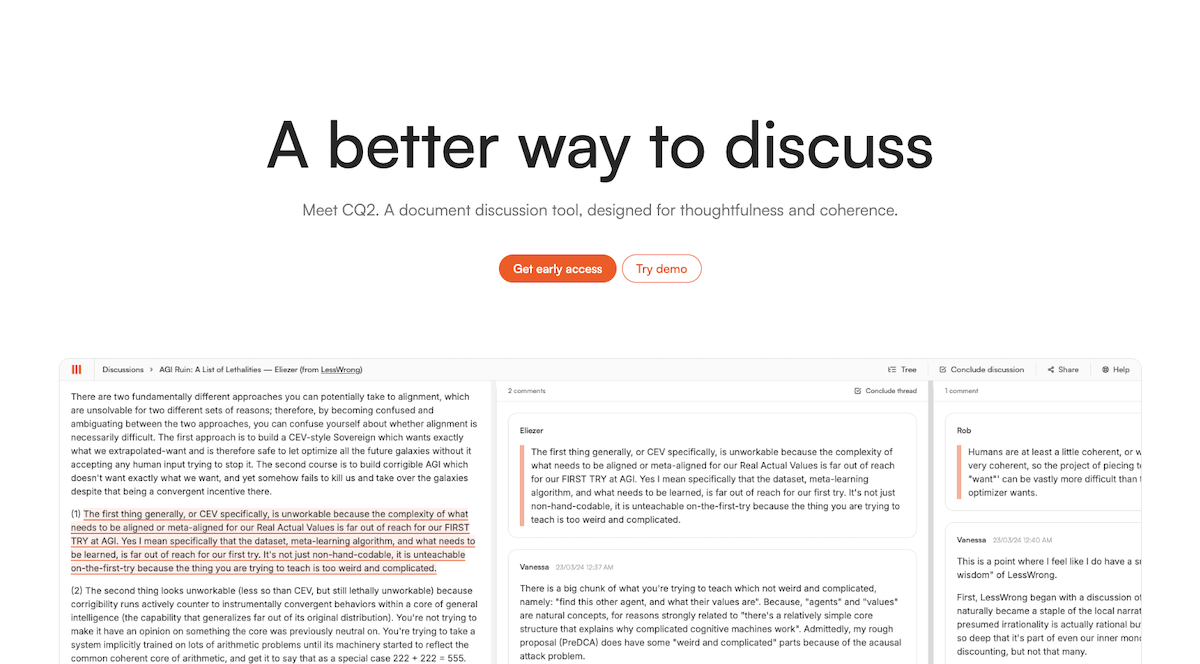 A better way to discuss
Meet CQ2. A document discussion tool, designed for thoughtfulness and coherence.
Get early access
Try demo
Discussions › AGI Ruin: A List of Lethalities — Eliezer (from LessWrong)
Tree
Conclude discussion
Share
Help
There are two fundamentally different approaches you can potentially take to alignment, which
are unsolvable for two different sets of reasons; therefore, by becoming confused and
ambiguating between the two approaches, you can confuse yourself about whether alignment is
necessarily difficult. The first approach is to build a CEV-style Sovereign which wants exactly
what we extrapolated-want and is therefore safe to let optimize all the future galaxies without it
accepting any human input trying to stop it. The second course is to build corrigible AGI which
doesn't want exactly what we want, and yet somehow fails to kill us and take over the galaxies
despite that being a convergent incentive there.
(1) The first thing generally, or CEV specifically, is unworkable because the complexity of what
needs to be aligned or meta-aligned for our Real Actual Values is far out of reach for our FIRST
TRY at AGI. Yes I mean specifically that the dataset, meta-learning algorithm, and what needs to
be learned, is far out of reach for our first try. It's not just non-hand-codable, it is unteachable
on-the-first-try because the thing you are trying to teach is too weird and complicated.
(2) The second thing looks unworkable (less so than CEV, but still lethally unworkable) because
corrigibility runs actively counter to instrumentally convergent behaviors within a core of general
intelligence (the capability that generalizes far out of its original distribution). You're not trying to
make it have an opinion on something the core was previously neutral on. You're trying to take a
system implicitly trained on lots of arithmetic problems until its machinery started to reflect the
common coherent core of arithmetic, and get it to say that as a special case 222 + 222 = 555.
2 comments
Conclude thread
Eliezer
The first thing generally, or CEV specifically, is unworkable because the complexity of
what needs to be aligned or meta-aligned for our Real Actual Values is far out of reach
for our FIRST TRY at AGI. Yes I mean specifically that the dataset, meta-learning
algorithm, and what needs to be learned, is far out of reach for our first try. It's not just
non-hand-codable, it is unteachable on-the-first-try because the thing you are trying to
teach is too weird and complicated.
Vanessa 23/03/24 12:37 AM
There is a big chunk of what you're trying to teach which not weird and complicated,
namely: "find this other agent, and what their values are". Because, "agents" and "values"
are natural concepts, for reasons strongly related to "there's a relatively simple core
structure that explains why complicated cognitive machines work". Admittedly, my rough
proposal (PreDCA) does have some "weird and complicated" parts because of the acausal
attack problem.
1 comment
Rob
Humans are at least a little coherent, or
very coherent, so the project of piecing
"want"' can be vastly more difficult than
optimizer wants.
Vanessa 23/03/24 12:40 AM
This is a point where I feel like I do have a
wisdom" of LessWrong.
First, LessWrong began with a discussion of
naturally became a staple of the local
presumed irrationality is actually rational
so deep that it's part of even our inner
discounting, but not that many.